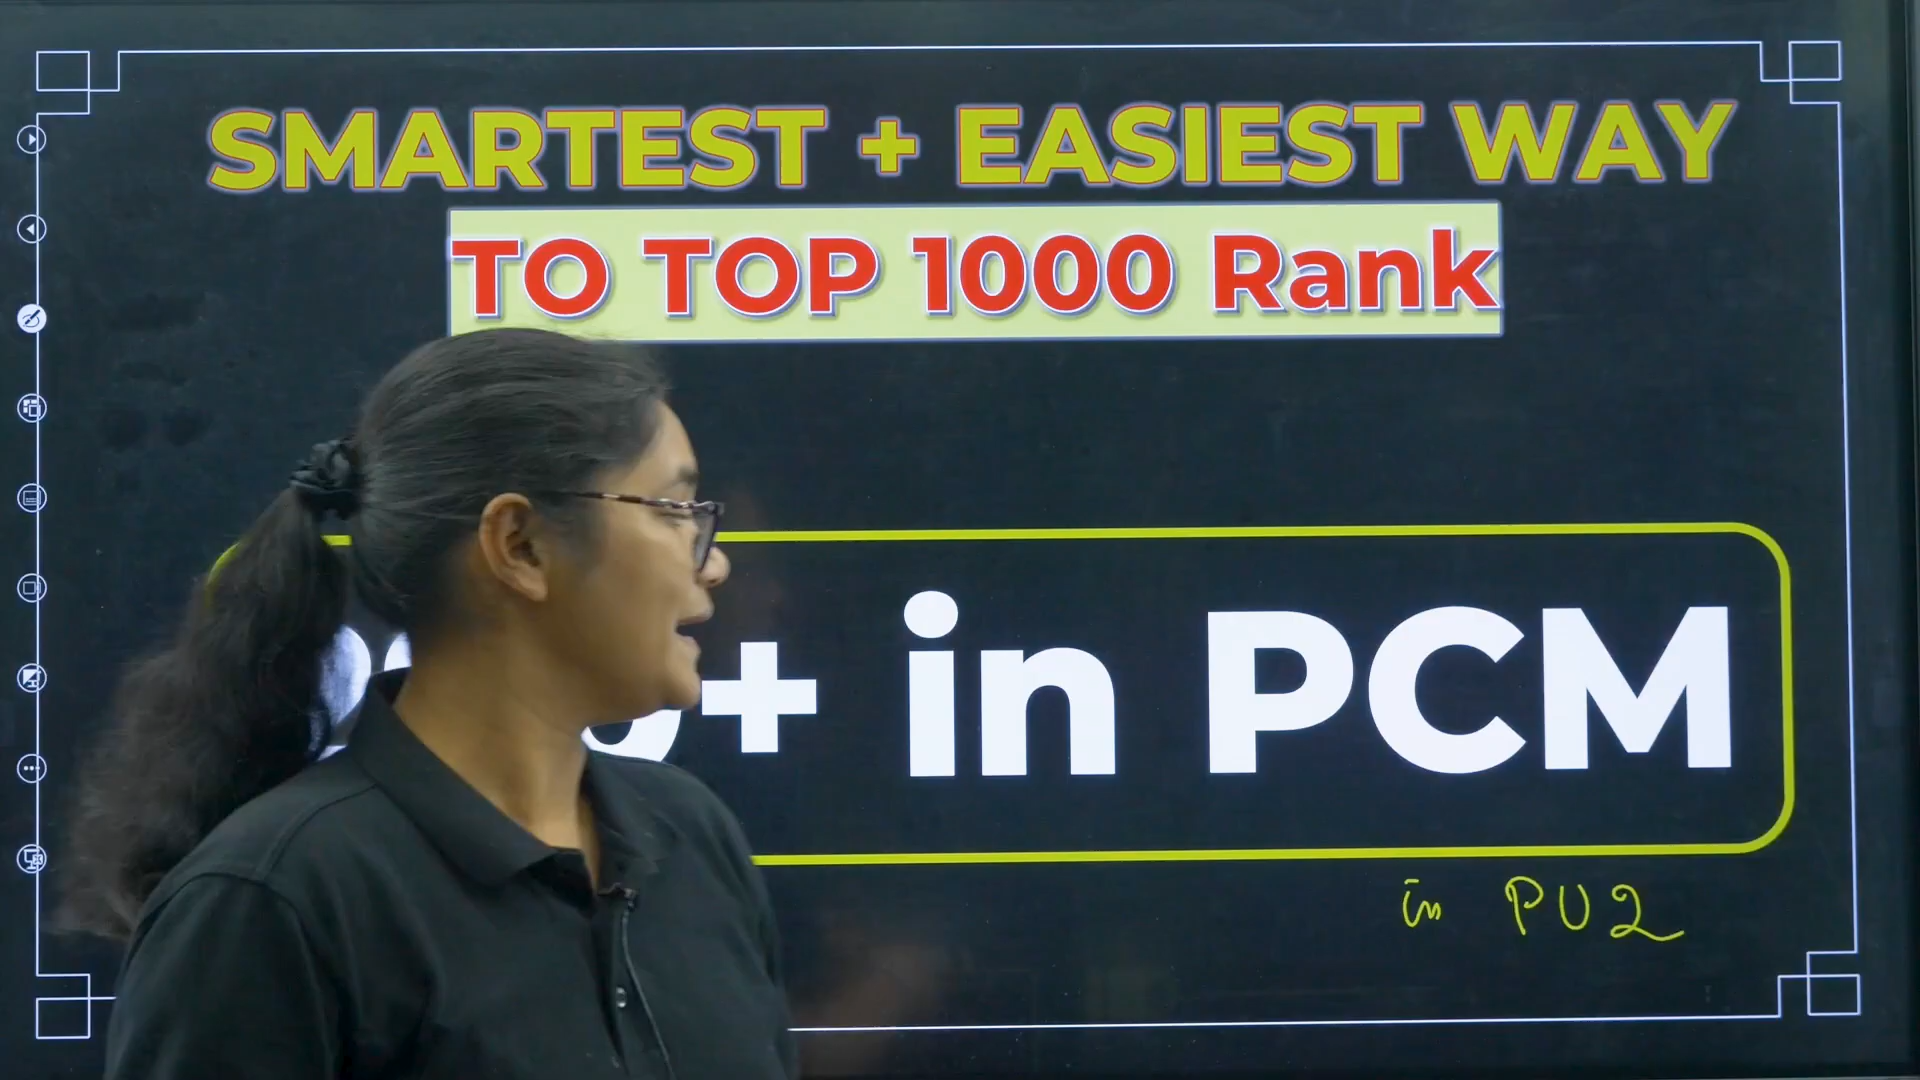 SMARTEST + EASIEST WAY
TO TOP 1000 Rank
+ in PCM
in PU2